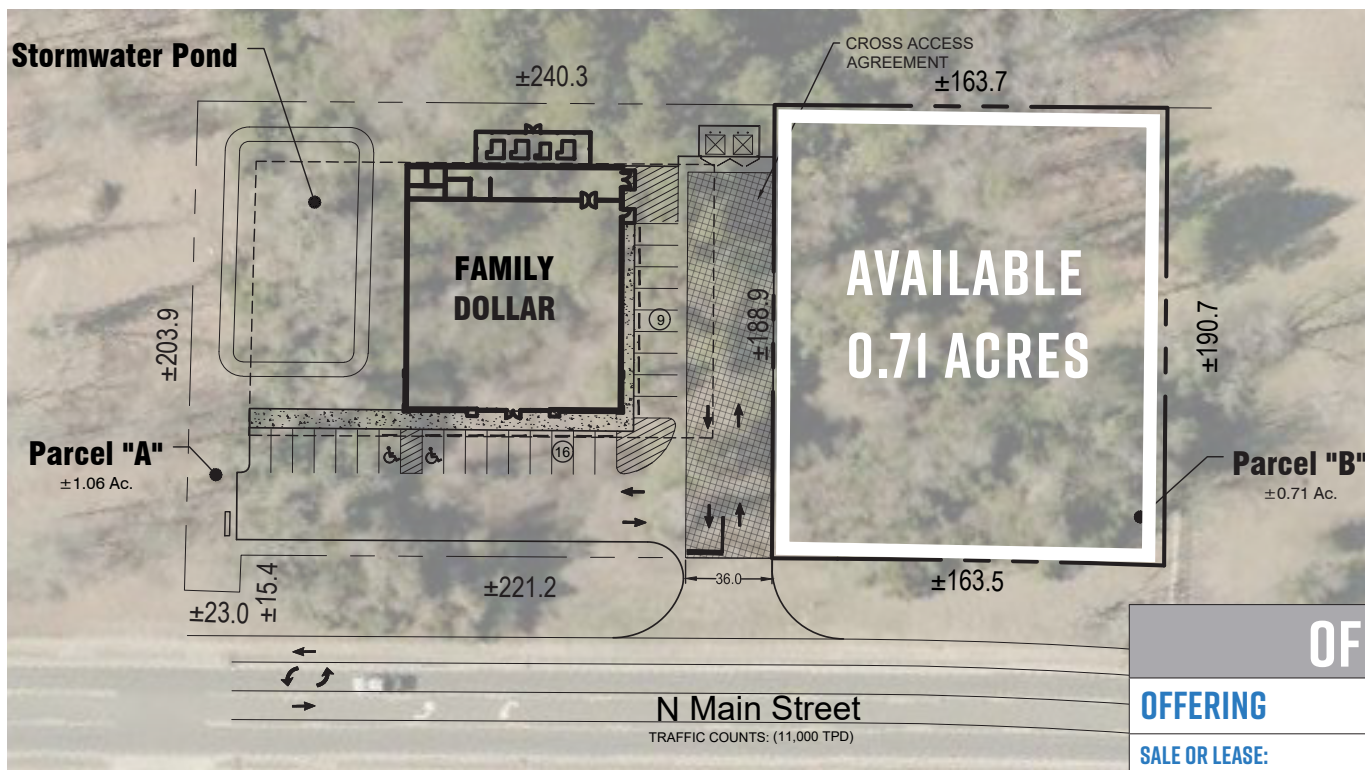 Stormwater Pond
±240.3
CROSS ACCESS
AGREEMENT
±163.7
FAMILY
DOLLAR
AVAILABLE
0.71 ACRES
9
±188.9
±190.7
±203.9
Parcel "A"
±1.06 Ac.
16
Parcel "B"
±0.71 Ac.
±23.0
±15.4
±221.2
36.0
±163.5
N Main Street
TRAFFIC COUNTS: (11,000 TPD)
OF
OFFERING
SALE OR LEASE: